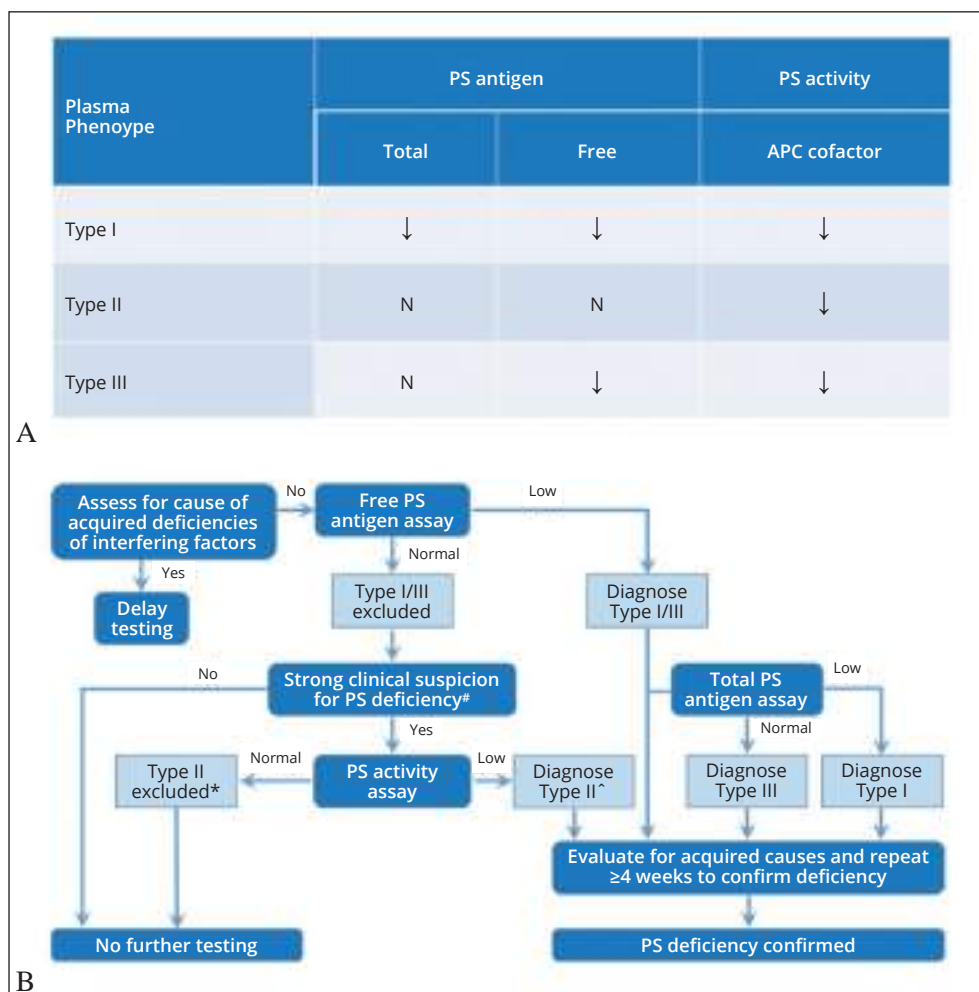 PS antigen PS activity
Plasma
Phenoype
Total Free APC cofactor
Type I ↓ ↓ ↓
Type II N N ↓
Type III N ↓ ↓
A
Assess for cause of
acquired deficiencies
of interfering factors
No
Free PS
antigen assay
Low
Yes
Normal
Delay
testing
Type I/III
excluded
Diagnose
Type I/III
No
Strong clinical suspicion
for PS deficiency#
Total PS
antigen assay
Low
Yes
Normal
Type II
excluded*
Normal
PS activity
assay
Low
Diagnose
Type II^
Diagnose
Type III
Diagnose
Type I
Evaluate for acquired causes and repeat
≥4 weeks to confirm deficiency
No further testing
PS deficiency confirmed
B